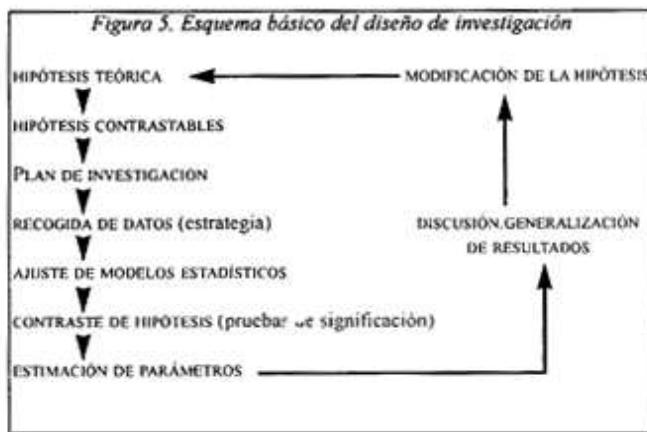 Figura 5. Esquema básico del diseño de investigación
HIPÓTESIS TEÓRICA
MODIFICACIÓN DE LA HIPÓTESIS
HIPÓTESIS CONTRASTABLES
PLAN DE INVESTIGACIÓN
RECOGIDA DE DATOS (estrategia)
DISCUSIÓN.GENERALIZACIÓN
DE RESULTADOS
AJUSTE DE MODELOS ESTADÍSTICOS
CONTRASTE DE HIPÓTESIS (pruebas de significación)
ESTIMACIÓN DE PARÁMETROS